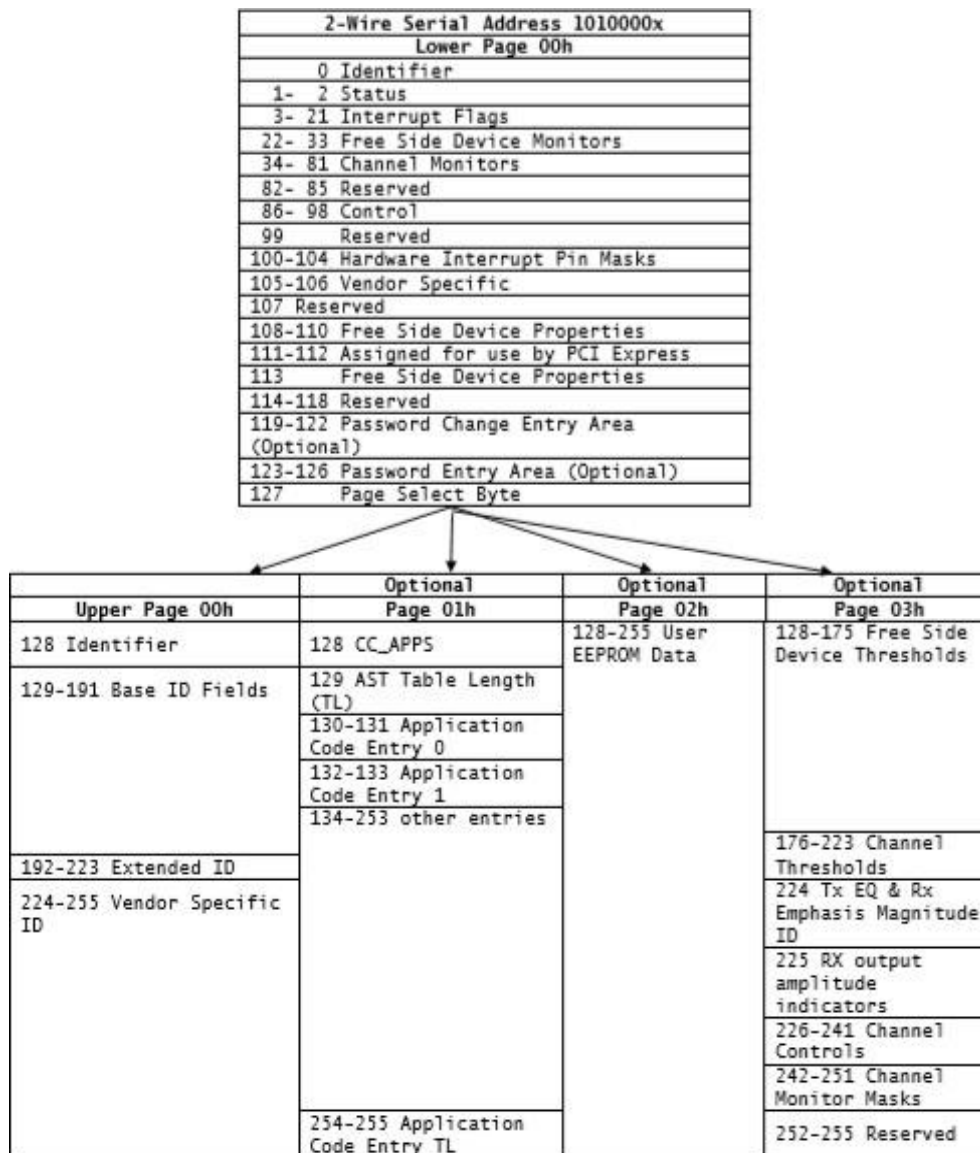 2-Wire Serial Address 1010000x
Lower Page 00h
0 Identifier
1- 2 Status
3- 21 Interrupt Flags
22- 33 Free Side Device Monitors
34- 81 Channel Monitors
82- 85 Reserved
86- 98 Control
99 Reserved
100-104 Hardware Interrupt Pin Masks
105-106 Vendor Specific
107 Reserved
108-110 Free Side Device Properties
111-112 Assigned for use by PCI Express
113 Free Side Device Properties
114-118 Reserved
119-122 Password Change Entry Area
(Optional)
123-126 Password Entry Area (Optional)
127 Page Select Byte
Upper Page 00h
128 Identifier
129-191 Base ID Fields
192-223 Extended ID
224-255 Vendor Specific
ID
Optional
Page 01h
128 CC_APPS
129 AST Table Length
(TL)
130-131 Application
Code Entry 0
132-133 Application
Code Entry 1
134-253 other entries
254-255 Application
Code Entry TL
Optional
Page 02h
128-255 User
EEPROM Data
Optional
Page 03h
128-175 Free Side
Device Thresholds
176-223 Channel
Thresholds
224 Tx EQ & Rx
Emphasis Magnitude
ID
225 RX output
amplitude
indicators
226-241 Channel
Controls
242-251 Channel
Monitor Masks
252-255 Reserved